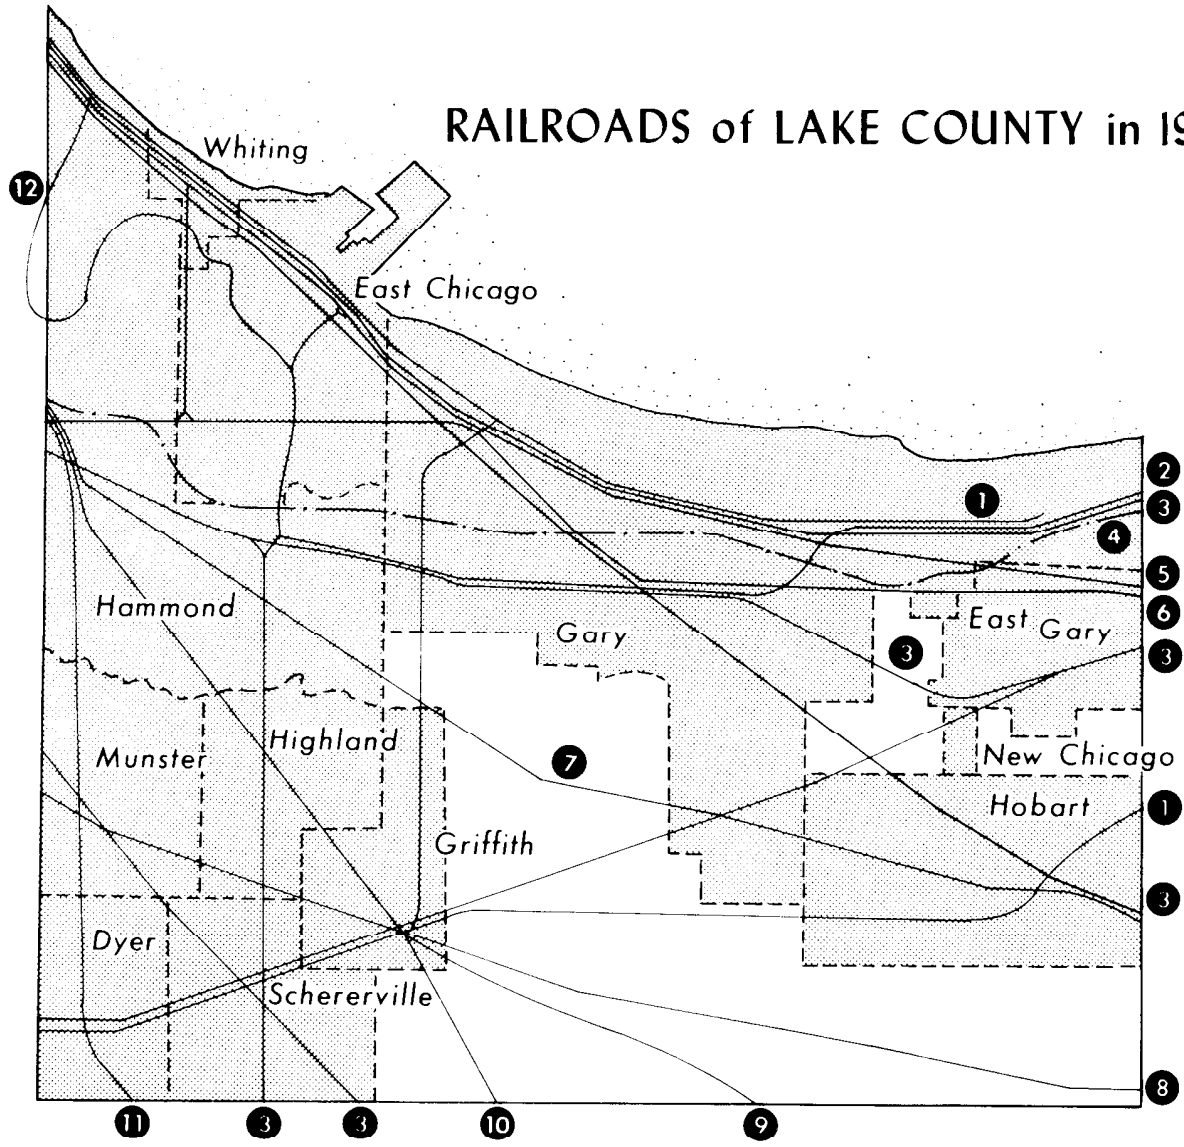 RAILROADS of LAKE COUNTY in 19
Whiting
12
East Chicago
2
1
3
4
5
Hammond
6
East Gary
Gary
3
3
Munster
Highland
7
New Chicago
Hobart
1
Griffith
3
Dyer
Schererville
8
11
3
3
10
9